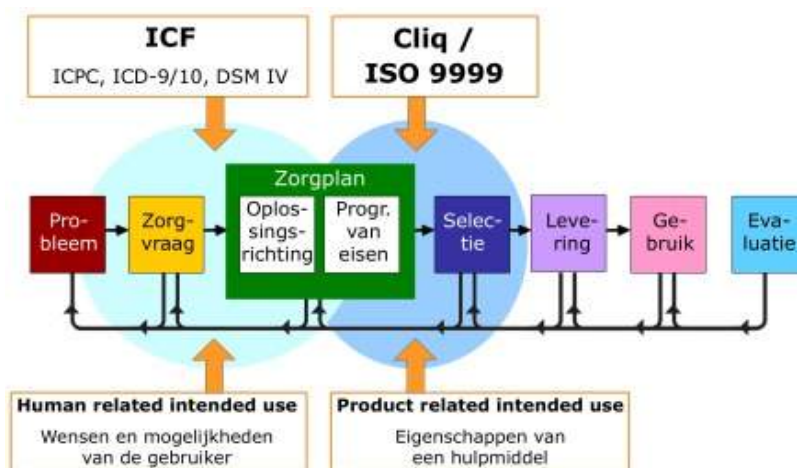 ICF
ICPC, ICD-9/10, DSM IV
Cliq /
ISO 9999
Pro-
bleem
Zorg-
vraag
Zorgplan
Oplos-
sings-
richting
Progr.
van
eisen
Selec-
tie
Leve-
ring
Ge-
bruik
Eva-
luatie
Human related intended use
Wensen en mogelijkheden
van de gebruiker
Product related intended use
Eigenschappen van
een hulpmiddel